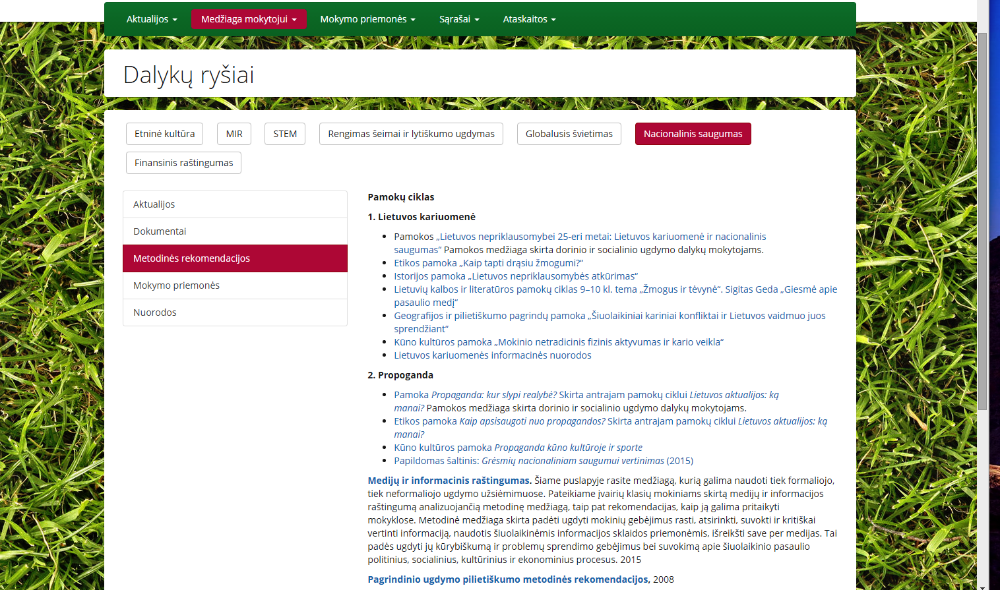 Aktualijos Medžiaga mokytojui Mokymo priemonės Sąrašai Ataskaitos
Dalykų ryšiai
Etninė kultūra MIR STEM Rengimas šeimai ir lytiškumo ugdymas Globalusis švietimas Nacionalinis saugumas
Finansinis raštingumas
Aktualijos
Dokumentai
Metodinės rekomendacijos
Mokymo priemonės
Nuorodos
Pamokų ciklas
1. Lietuvos kariuomenė
Pamokos „Lietuvos nepriklausomybei 25-eri metai: Lietuvos kariuomenė ir nacionalinis
saugumas“ Pamokos medžiaga skirta dorinio ir socialinio ugdymo dalykų mokytojams.
Etikos pamoka „Kaip tapti drąsiu žmogumi?“
Istorijos pamoka „Lietuvos nepriklausomybės atkūrimas“
Lietuvių kalbos ir literatūros pamokų ciklas 9–10 kl. tema „Žmogus ir tėvynė“. Sigitas Geda „Giesmė apie
pasaulio medį“
Geografijos ir pilietiškumo pagrindų pamoka „Šiuolaikiniai kariniai konfliktai ir Lietuvos vaidmuo juos
sprendžiant“
Kūno kultūros pamoka „Mokinio netradicinis fizinis aktyvumas ir kario veikla“
Lietuvos kariuomenės informacinės nuorodos
2. Propoganda
Pamoka Propaganda: kur slypi realybė? Skirta antrajam pamokų ciklui Lietuvos aktualijos: ką
manai? Pamokos medžiaga skirta dorinio ir socialinio ugdymo dalykų mokytojams.
Etikos pamoka Kaip apsisaugoti nuo propagandos? Skirta antrajam pamokų ciklui Lietuvos aktualijos: ką
manai?
Kūno kultūros pamoka Propaganda kūno kultūroje ir sporte
Papildomas šaltinis: Grėsmių nacionaliniam saugumui vertinimas (2015)
Medijų ir informacinis raštingumas. Šiame puslapyje rasite medžiagą, kurią galima naudoti tiek formaliojo,
tiek neformaliojo ugdymo užsiėmimuose. Pateikiame įvairių klasių mokiniams skirtą medijų ir informacijos
raštingumą analizuojančią metodinę medžiagą, taip pat rekomendacijas, kaip ją galima pritaikyti
mokyklose. Metodinė medžiaga skirta padėti ugdyti mokinių gebėjimus rasti, atsirinkti, suvokti ir kritiškai
vertinti informaciją, naudotis šiuolaikinėmis informacijos sklaidos priemonėmis, išreikšti save per medijas. Tai
padės ugdyti jų kūrybiškumą ir problemų sprendimo gebėjimus bei suvokimą apie šiuolaikinio pasaulio
politinius, socialinius, kultūrinius ir ekonominius procesus. 2015
Pagrindinio ugdymo pilietiškumo metodinės rekomendacijos, 2008